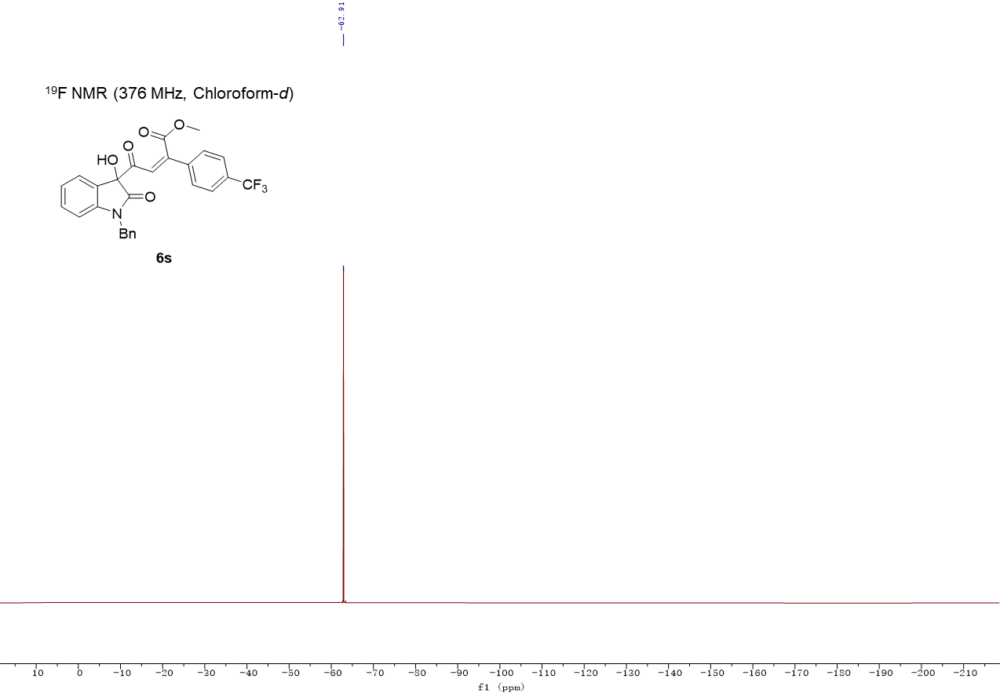 -62.91
19F NMR (376 MHz, Chloroform-d)
O
O
O
HO
CF3
O
N
Bn
6s
10 0 -10 -20 -30 -40 -50 -60 -70 -80 -90 -100 -110 -120 -130 -140 -150 -160 -170 -180 -190 -200 -210
f1 (ppm)